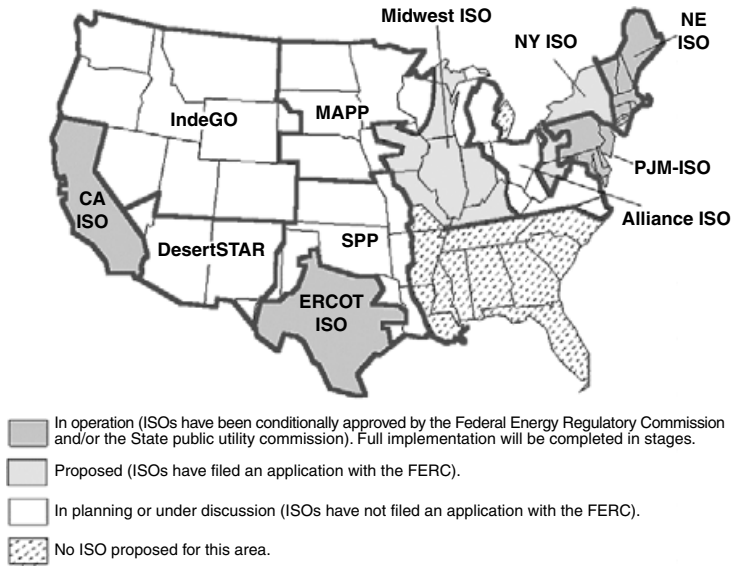 Midwest ISO
NE
ISO
NY ISO
IndeGO
MAPP
PJM-ISO
CA
ISO
Alliance ISO
DesertSTAR
SPP
ERCOT
ISO
In operation (ISOs have been conditionally approved by the Federal Energy Regulatory Commission
and/or the State public utility commission). Full implementation will be completed in stages.
Proposed (ISOs have filed an application with the FERC).
In planning or under discussion (ISOs have not filed an application with the FERC).
No ISO proposed for this area.